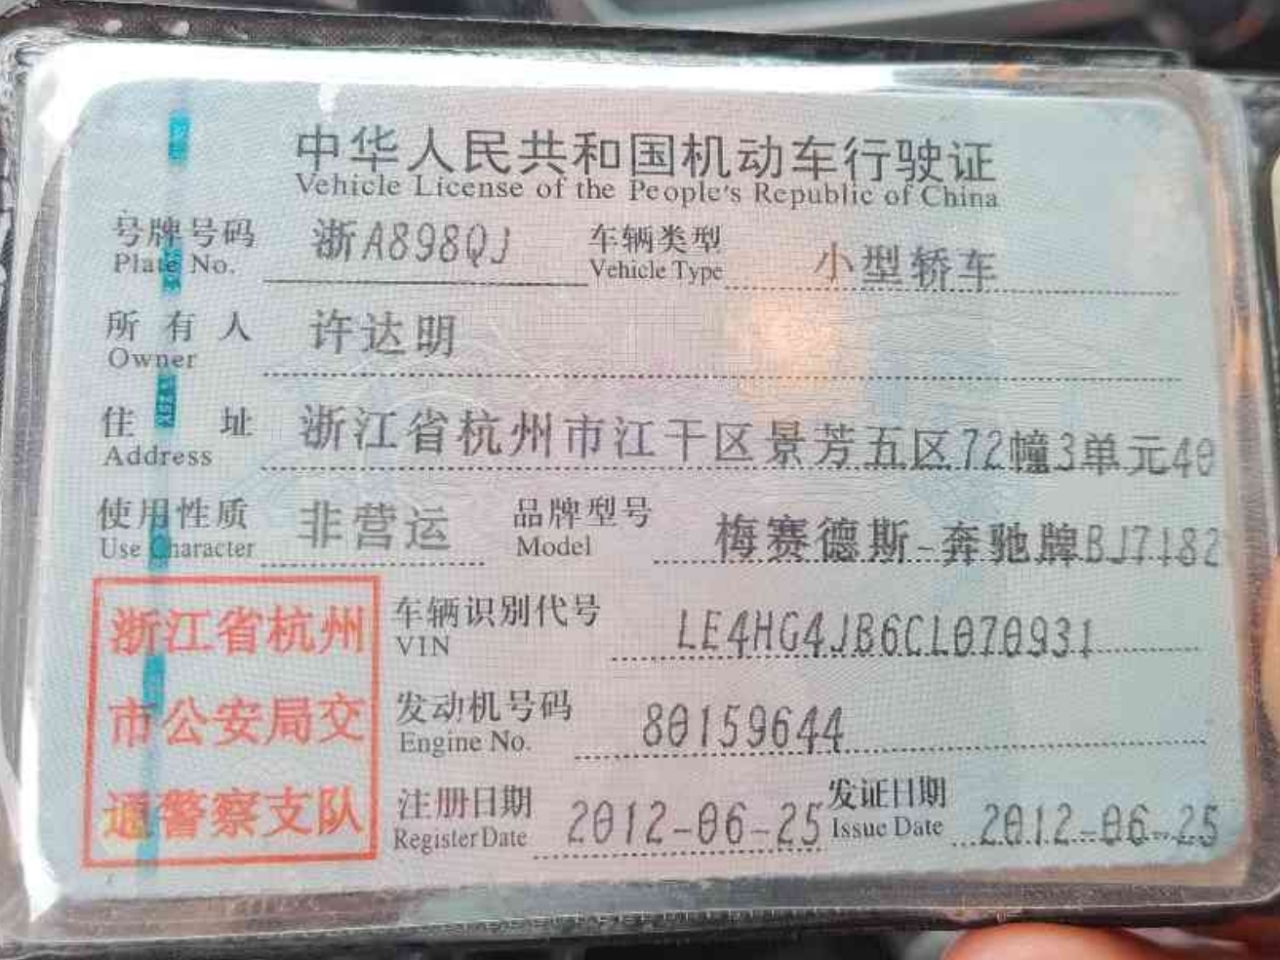 中华人民共和国机动车行驶证
Vehicle License of the People's Republic of China
号牌号码 浙A898QJ 车辆类型 小型轿车
Plate No. Vehicle Type
所有人 许达明
Owner
住址 浙江省杭州市江干区景芳五区72幢3单元40
Address
使用性质 非营运 品牌型号 梅赛德斯-奔驰牌BJ7182
Use Character Model
浙江省杭州
市公安局交
通警察支队
车辆识别代号 LE4HG4JB6CL070931
VIN
发动机号码 80159644
Engine No.
注册日期 2012-06-25 发证日期 2012-06-25
Register Date Issue Date